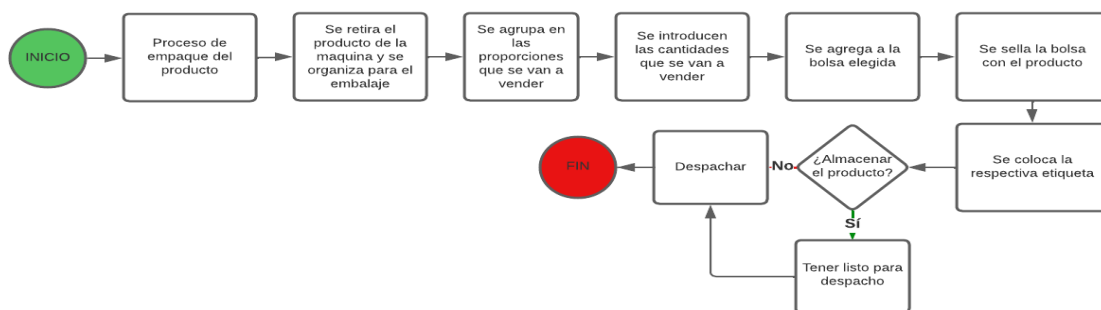 INICIO
Proceso de
empaque del
producto
Se retira el
producto de la
maquina y se
organiza para el
embalaje
Se agrupa en
las
proporciones
que se van a
vender
Se introducen
las cantidades
que se van a
vender
Se agrega a la
bolsa elegida
Se sella la bolsa
con el producto
Se coloca la
respectiva etiqueta
¿Almacenar
el producto?
No
Despachar
FIN
Sí
Tener listo para
despacho